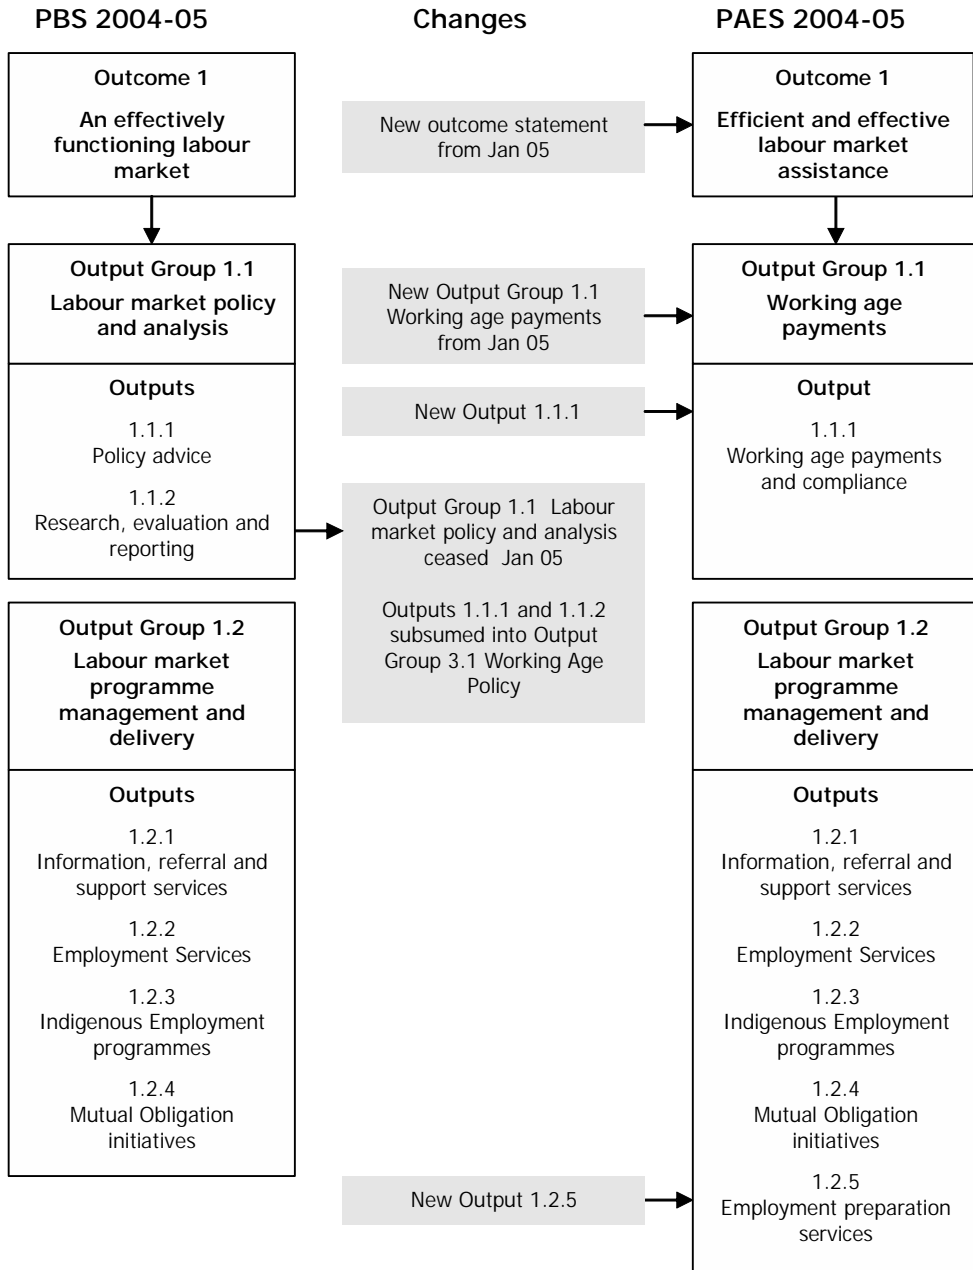 PBS 2004-05
Changes
PAES 2004-05
Outcome 1
An effectively
functioning labour
market
New outcome statement
from Jan 05
Outcome 1
Efficient and effective
labour market
assistance
Output Group 1.1
Labour market policy
and analysis
New Output Group 1.1
Working age payments
from Jan 05
Output Group 1.1
Working age
payments
Outputs
1.1.1
Policy advice
1.1.2
Research, evaluation and
reporting
New Output 1.1.1
Output
1.1.1
Working age payments
and compliance
Output Group 1.1 Labour
market policy and analysis
ceased Jan 05
Outputs 1.1.1 and 1.1.2
subsumed into Output
Group 3.1 Working Age
Policy
Output Group 1.2
Labour market
programme
management and
delivery
Output Group 1.2
Labour market
programme
management and
delivery
Outputs
1.2.1
Information, referral and
support services
1.2.2
Employment Services
1.2.3
Indigenous Employment
programmes
1.2.4
Mutual Obligation
initiatives
Outputs
1.2.1
Information, referral and
support services
1.2.2
Employment Services
1.2.3
Indigenous Employment
programmes
1.2.4
Mutual Obligation
initiatives
New Output 1.2.5
1.2.5
Employment preparation
services